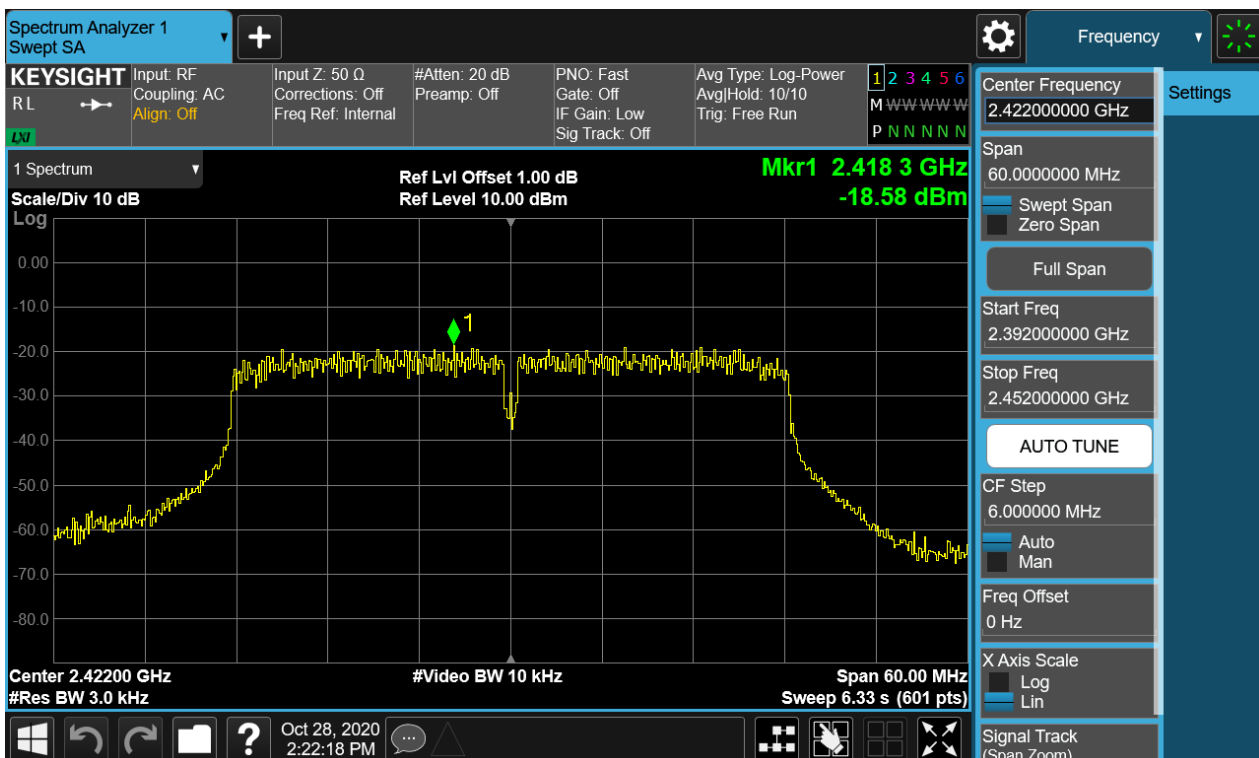 Spectrum Analyzer 1
Swept SA
Frequency
KEYSIGHT
R L
LXI
Input: RF
Coupling: AC
Align: Off
Input Z: 50 Ω
Corrections: Off
Freq Ref: Internal
#Atten: 20 dB
Preamp: Off
PNO: Fast
Gate: Off
IF Gain: Low
Sig Track: Off
Avg Type: Log-Power
Avg|Hold: 10/10
Trig: Free Run
1 2 3 4 5 6
M W W W W W
P N N N N N
1 Spectrum
Scale/Div 10 dB
Ref Lvl Offset 1.00 dB
Ref Level 10.00 dBm
Mkr1 2.418 3 GHz
-18.58 dBm
Log
0.00
-10.0
-20.0
-30.0
-40.0
-50.0
-60.0
-70.0
-80.0
1
Center 2.42200 GHz
#Video BW 10 kHz
Span 60.00 MHz
#Res BW 3.0 kHz
Sweep 6.33 s (601 pts)
Center Frequency
2.422000000 GHz
Span
60.0000000 MHz
Swept Span
Zero Span
Full Span
Start Freq
2.392000000 GHz
Stop Freq
2.452000000 GHz
AUTO TUNE
CF Step
6.000000 MHz
Auto
Man
Freq Offset
0 Hz
X Axis Scale
Log
Lin
Signal Track
(Span Zoom)
Settings
?
Oct 28, 2020
2:22:18 PM